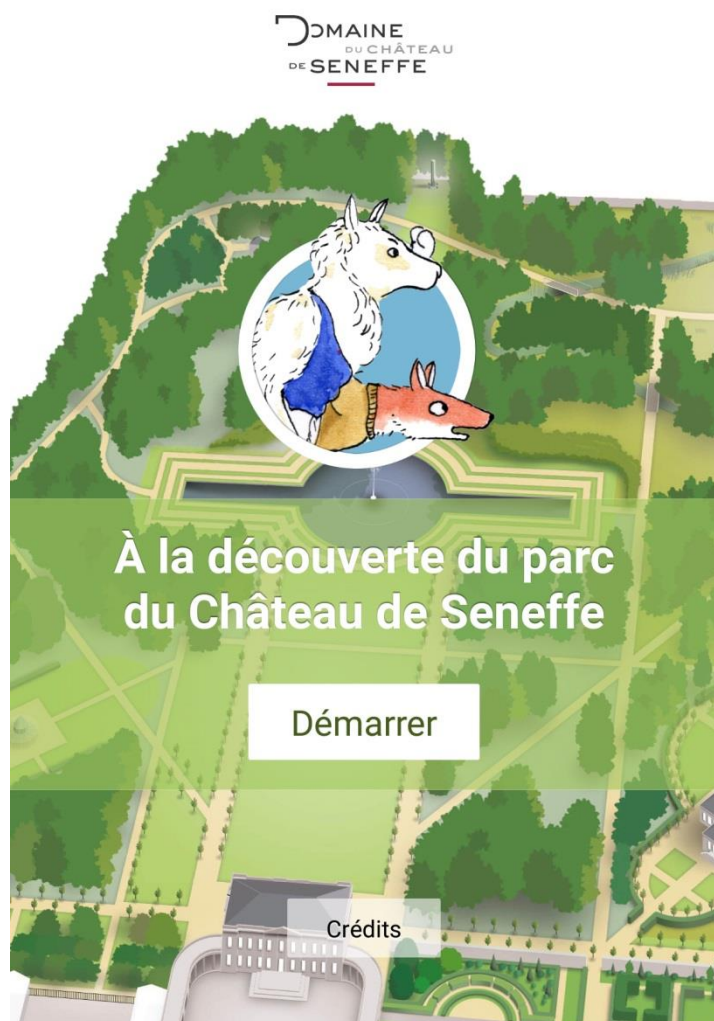 DOMAINE
DU CHÂTEAU
DE SENEFFE
À la découverte du parc
du Château de Seneffe
Démarrer
Crédits